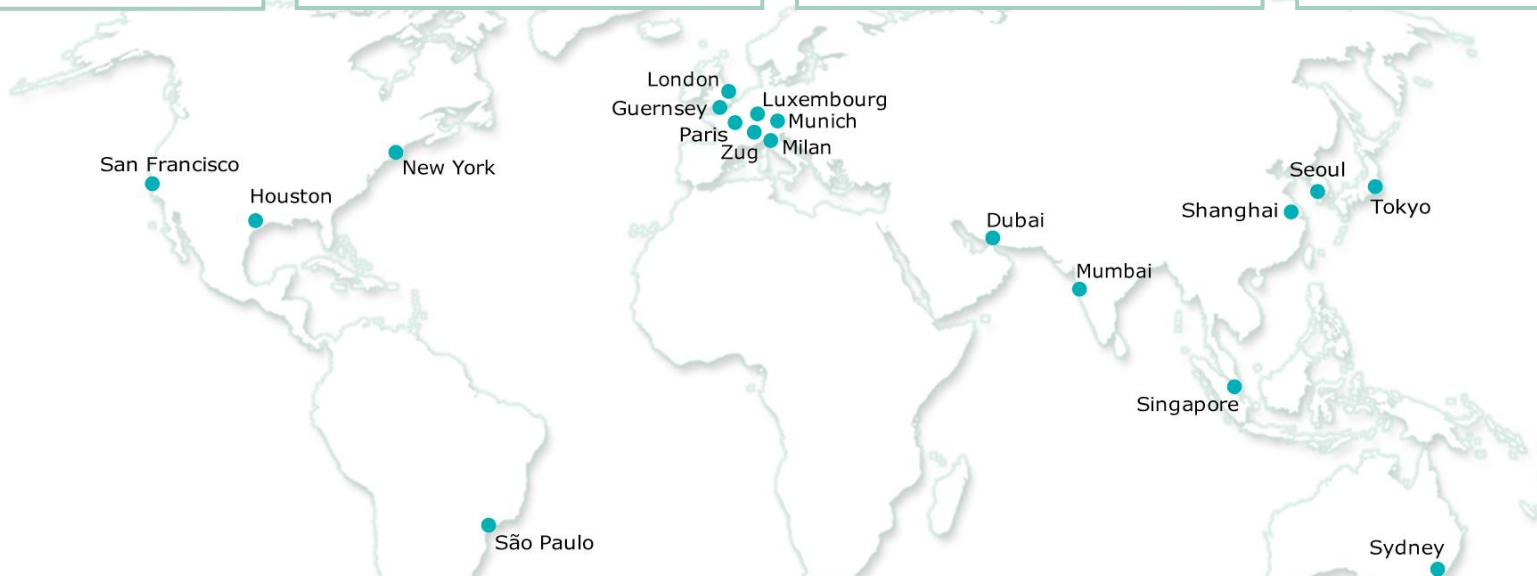 London
Luxembourg
Guernsey
Munich
Paris
Milan
Zug
San Francisco
New York
Houston
Seoul
Tokyo
Shanghai
Dubai
Mumbai
Singapore
São Paulo
Sydney